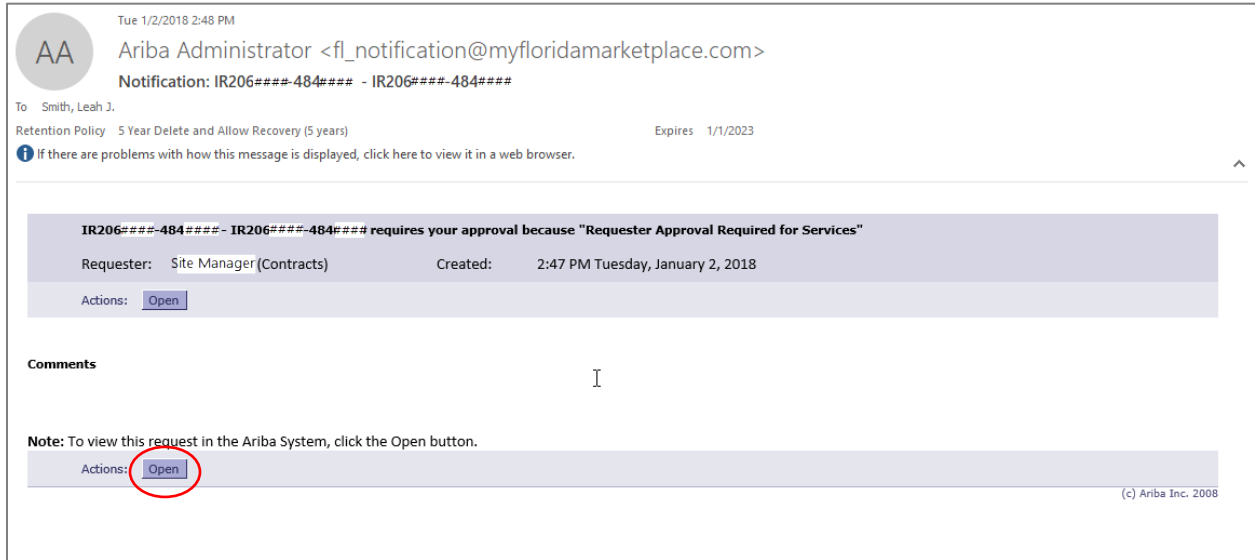 Tue 1/2/2018 2:48 PM
AA
Ariba Administrator <fl_notification@myfloridamarketplace.com>
Notification: IR206####-484#### - IR206####-484####
To Smith, Leah J.
Retention Policy 5 Year Delete and Allow Recovery (5 years) Expires 1/1/2023
If there are problems with how this message is displayed, click here to view it in a web browser.
IR206####-484#### - IR206####-484#### requires your approval because "Requester Approval Required for Services"
Requester: Site Manager (Contracts) Created: 2:47 PM Tuesday, January 2, 2018
Actions: Open
Comments
Note: To view this request in the Ariba System, click the Open button.
Actions: Open
(c) Ariba Inc. 2008